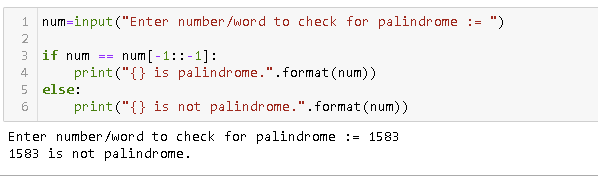 1 num=input("Enter number/word to check for palindrome := ")
2
3 if num == num[-1::-1]:
4     print("{} is palindrome.".format(num))
5 else:
6     print("{} is not palindrome.".format(num))
Enter number/word to check for palindrome := 1583
1583 is not palindrome.